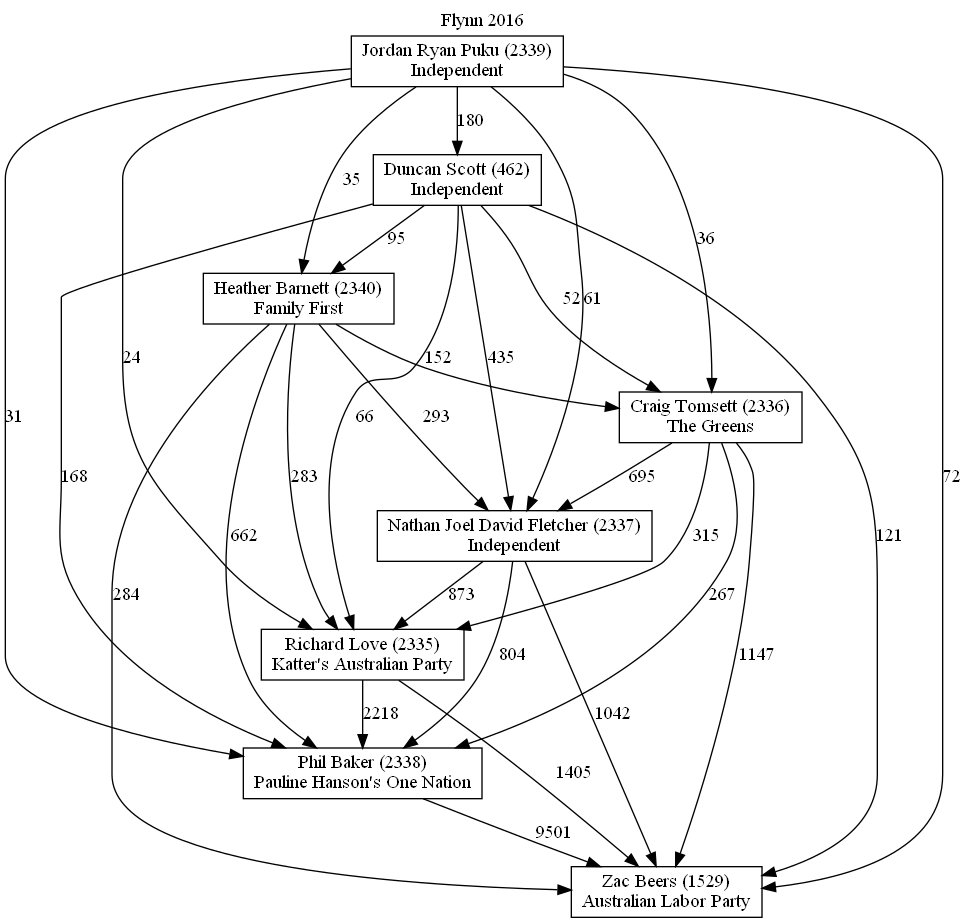 Flynn 2016
Jordan Ryan Puku (2339)
Independent
180
Duncan Scott (462)
Independent
35
95
36
Heather Barnett (2340)
Family First
52
61
24
152
435
Craig Tomsett (2336)
The Greens
31
66
293
168
283
695
72
Nathan Joel David Fletcher (2337)
Independent
662
315
121
284
873
267
Richard Love (2335)
Katter's Australian Party
804
1147
2218
1042
Phil Baker (2338)
Pauline Hanson's One Nation
1405
9501
Zac Beers (1529)
Australian Labor Party